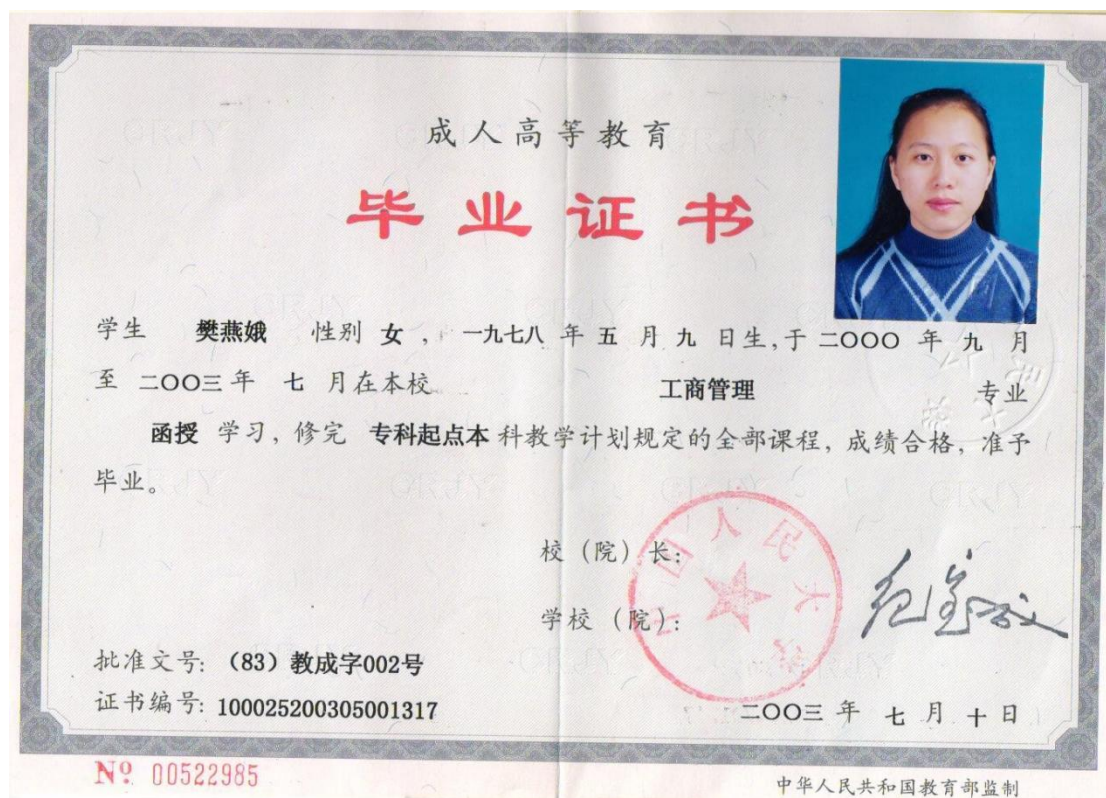 成人高等教育
毕业证书
学生 樊燕娥 性别 女 , 一九七八 年 五 月 九 日生,于 二OOO 年 九 月
至 二OO三 年 七 月在本校 工商管理 专业
函授 学习, 修完 专科起点本 科教学计划规定的全部课程, 成绩合格, 准予
毕业。
校 (院) 长:
学校 (院):
中国人民大学
批准文号: (83) 教成字002号
证书编号: 100025200305001317
二OO三 年 七 月 十 日
Nº 00522985
中华人民共和国教育部监制